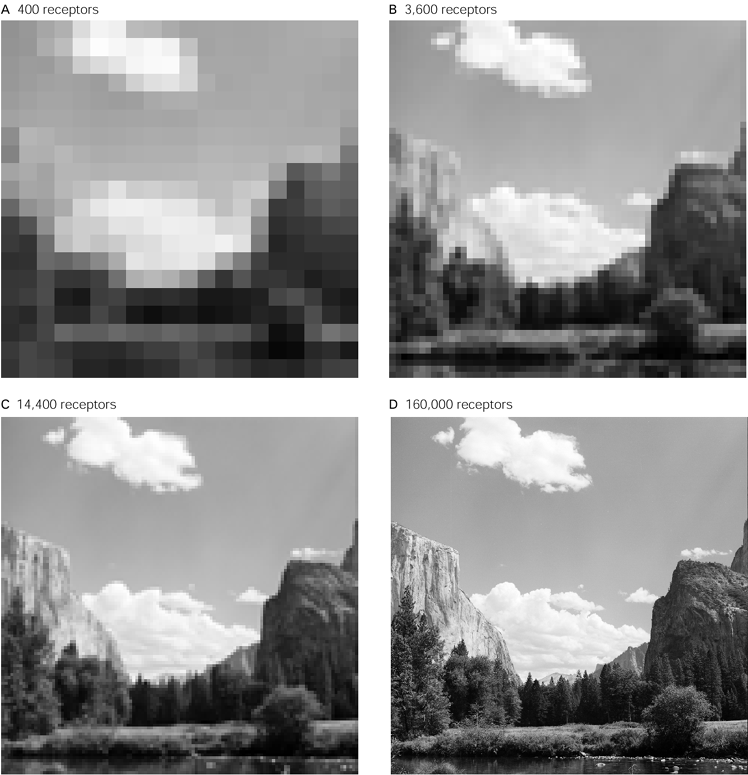 A 400 receptors
B 3,600 receptors
C 14,400 receptors
D 160,000 receptors